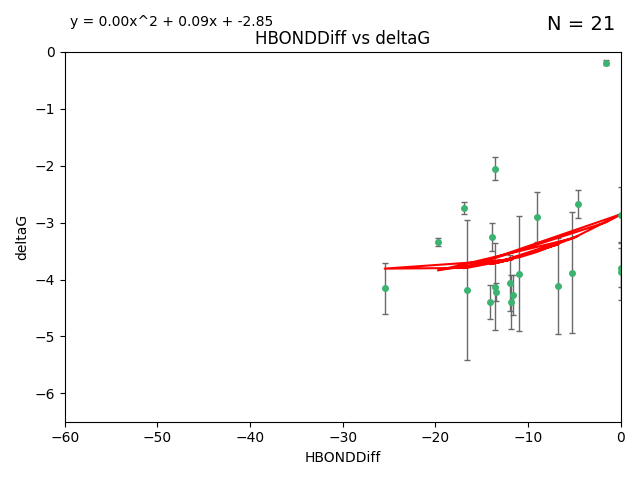 y = 0.00x^2 + 0.09x + -2.85
N = 21
HBONDDiff vs deltaG
deltaG
0
−1
−2
−3
−4
−5
−6
−60
−50
−40
−30
−20
−10
0
HBONDDiff